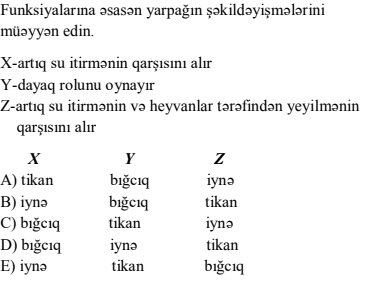 Funksiyalarına əsasən yarpağın şəkildəyişmələrini
müəyyən edin.
X-artıq su itirmənin qarşısını alır
Y-dayaq rolunu oynayır
Z-artıq su itirmənin və heyvanlar tərəfindən yeyilmənin
qarşısını alır
X Y Z
A) tikan bığcıq iynə
B) iynə bığcıq tikan
C) bığcıq tikan iynə
D) bığcıq iynə tikan
E) iynə tikan bığcıq